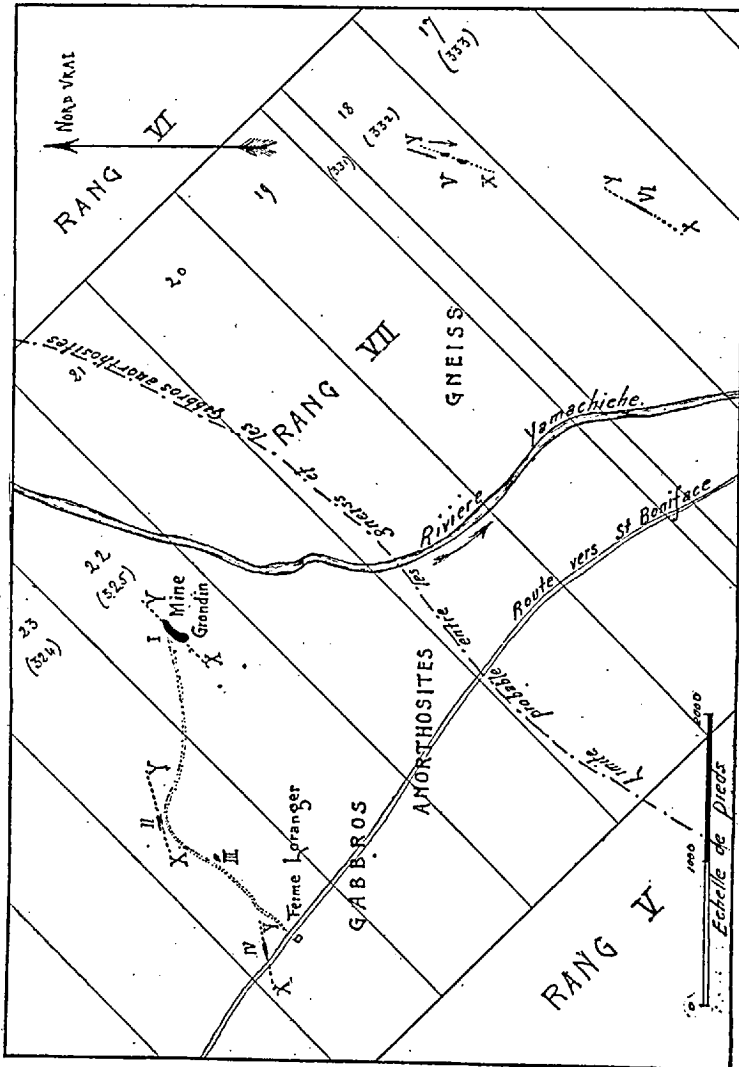 NORD VRAI
RANG VI
17
(333)
18
(332)
(331)
19
20
21
22
(325)
23
(324)
Y
V
X
Y
VI
X
RANG VII
GNEISS
Limite probable entre les gneiss et les gabbros anorthosites
Rivière Yamachiche
Route vers St Boniface
I
Y
Mine
Grondin
X
Y
II
X
III
Ferme Loranger
Y
IV
X
GABBROS
ANORTHOSITES
RANG V
0
1000
2000
Echelle de pieds